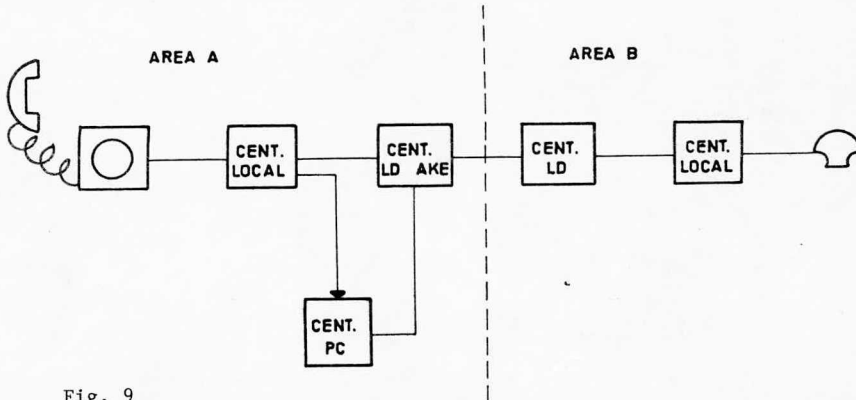 AREA A
AREA B
CENT.
LOCAL
CENT.
LD AKE
CENT.
LD
CENT.
LOCAL
CENT.
PC
Fig. 9